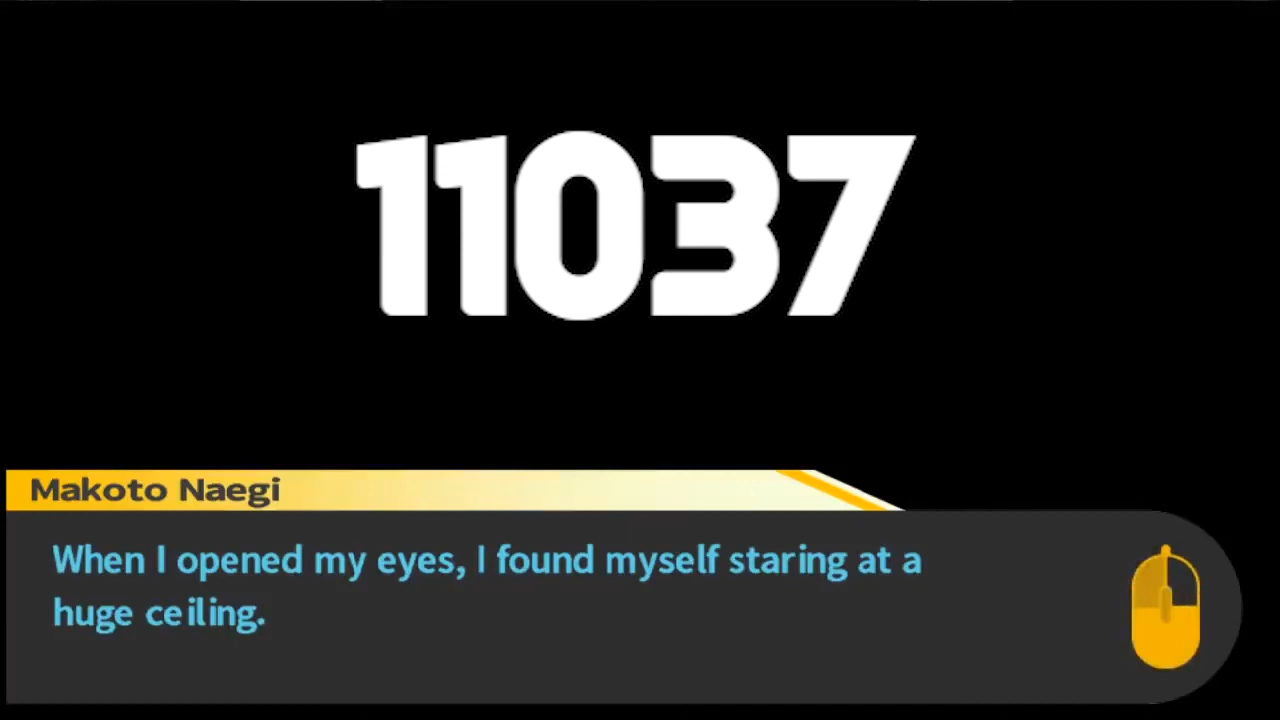 11037
Makoto Naegi
When I opened my eyes, I found myself staring at a
huge ceiling.